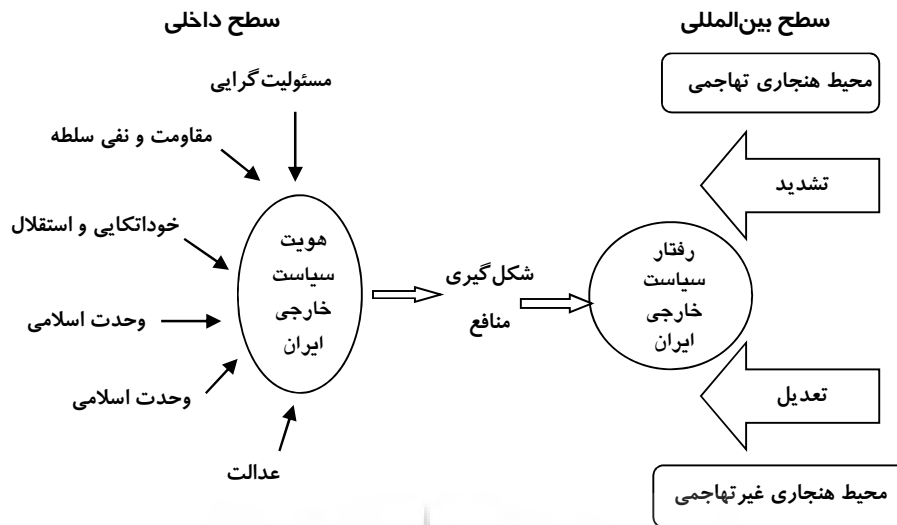 سطح بین‌المللی
سطح داخلی
محیط هنجاری تهاجمی
مسئولیت‌گرایی
مقاومت و نفی سلطه
تشدید
خوداتکایی و استقلال
هویت
سیاست
خارجی
ایران
شکل‌گیری
منافع
رفتار
سیاست
خارجی
ایران
وحدت اسلامی
وحدت اسلامی
تعدیل
عدالت
محیط هنجاری غیرتهاجمی